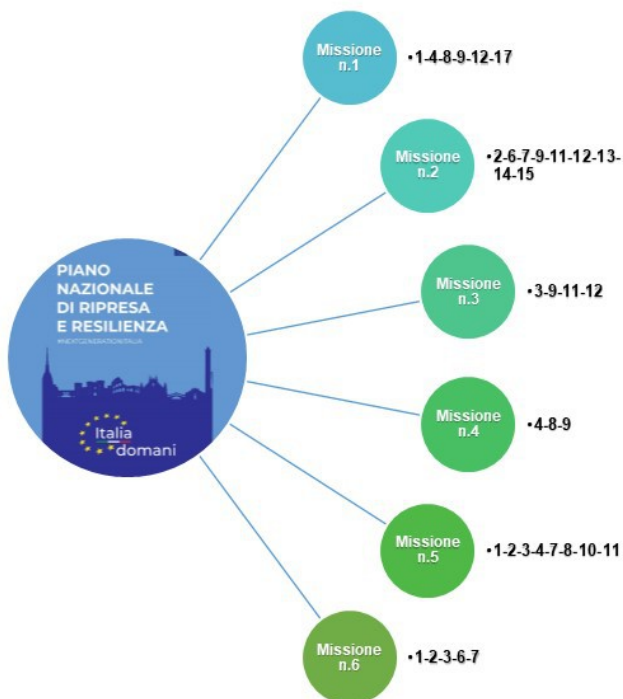 Missione
n.1
•1-4-8-9-12-17
Missione
n.2
•2-6-7-9-11-12-13-
14-15
PIANO
NAZIONALE
DI RIPRESA
E RESILIENZA
#NEXTGENERATIONITALIA
Italia
domani
Missione
n.3
•3-9-11-12
Missione
n.4
•4-8-9
Missione
n.5
•1-2-3-4-7-8-10-11
Missione
n.6
•1-2-3-6-7